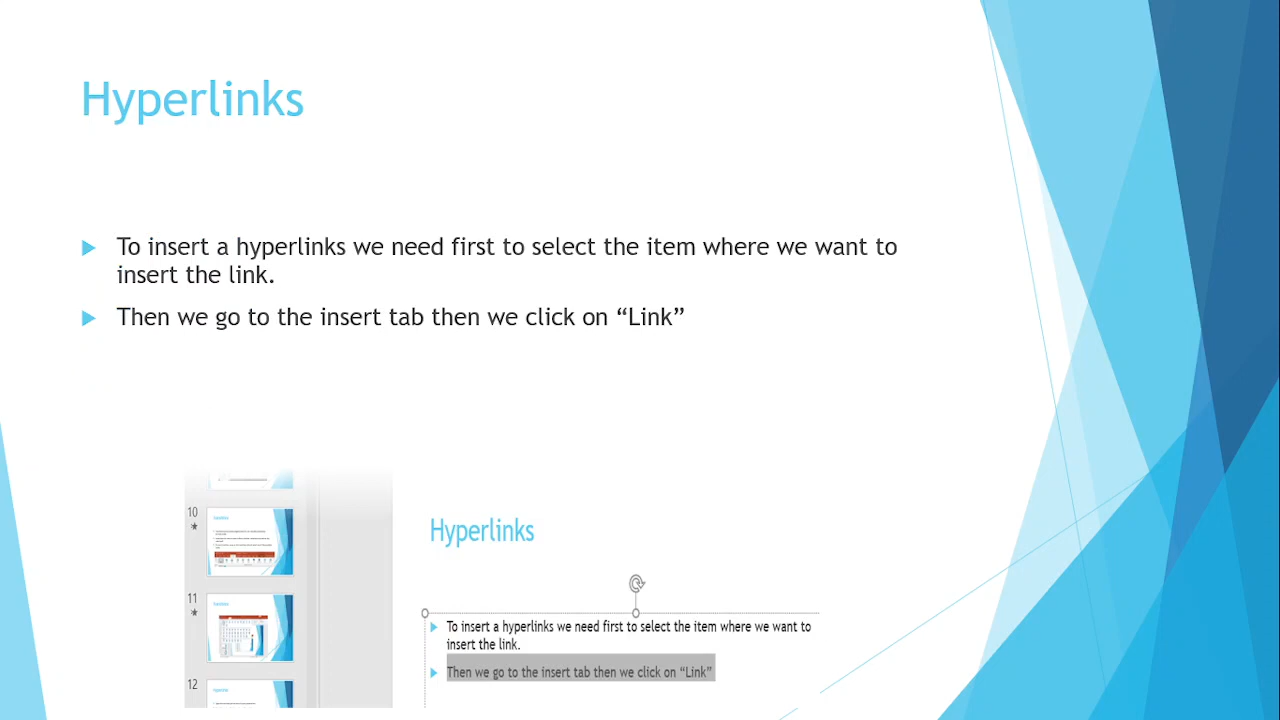 Hyperlinks
To insert a hyperlinks we need first to select the item where we want to
insert the link.
Then we go to the insert tab then we click on “Link”
10
11
12
Hyperlinks
To insert a hyperlinks we need first to select the item where we want to
insert the link.
Then we go to the insert tab then we click on “Link”